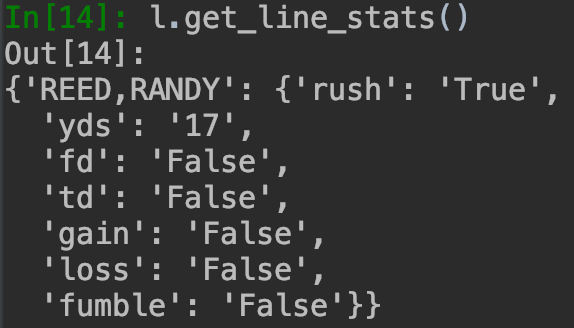 In[14]: l.get_line_stats()
Out[14]:
{'REED,RANDY': {'rush': 'True',
  'yds': '17',
  'fd': 'False',
  'td': 'False',
  'gain': 'False',
  'loss': 'False',
  'fumble': 'False'}}